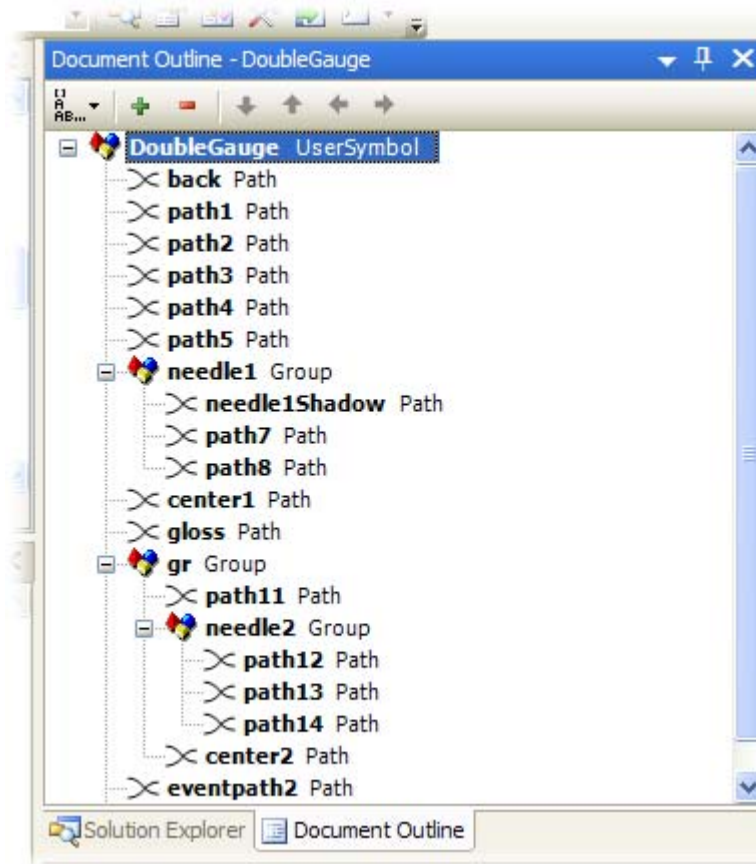 Document Outline - DoubleGauge
DoubleGauge UserSymbol
back Path
path1 Path
path2 Path
path3 Path
path4 Path
path5 Path
needle1 Group
needle1Shadow Path
path7 Path
path8 Path
center1 Path
gloss Path
gr Group
path11 Path
needle2 Group
path12 Path
path13 Path
path14 Path
center2 Path
eventpath2 Path
Solution Explorer Document Outline